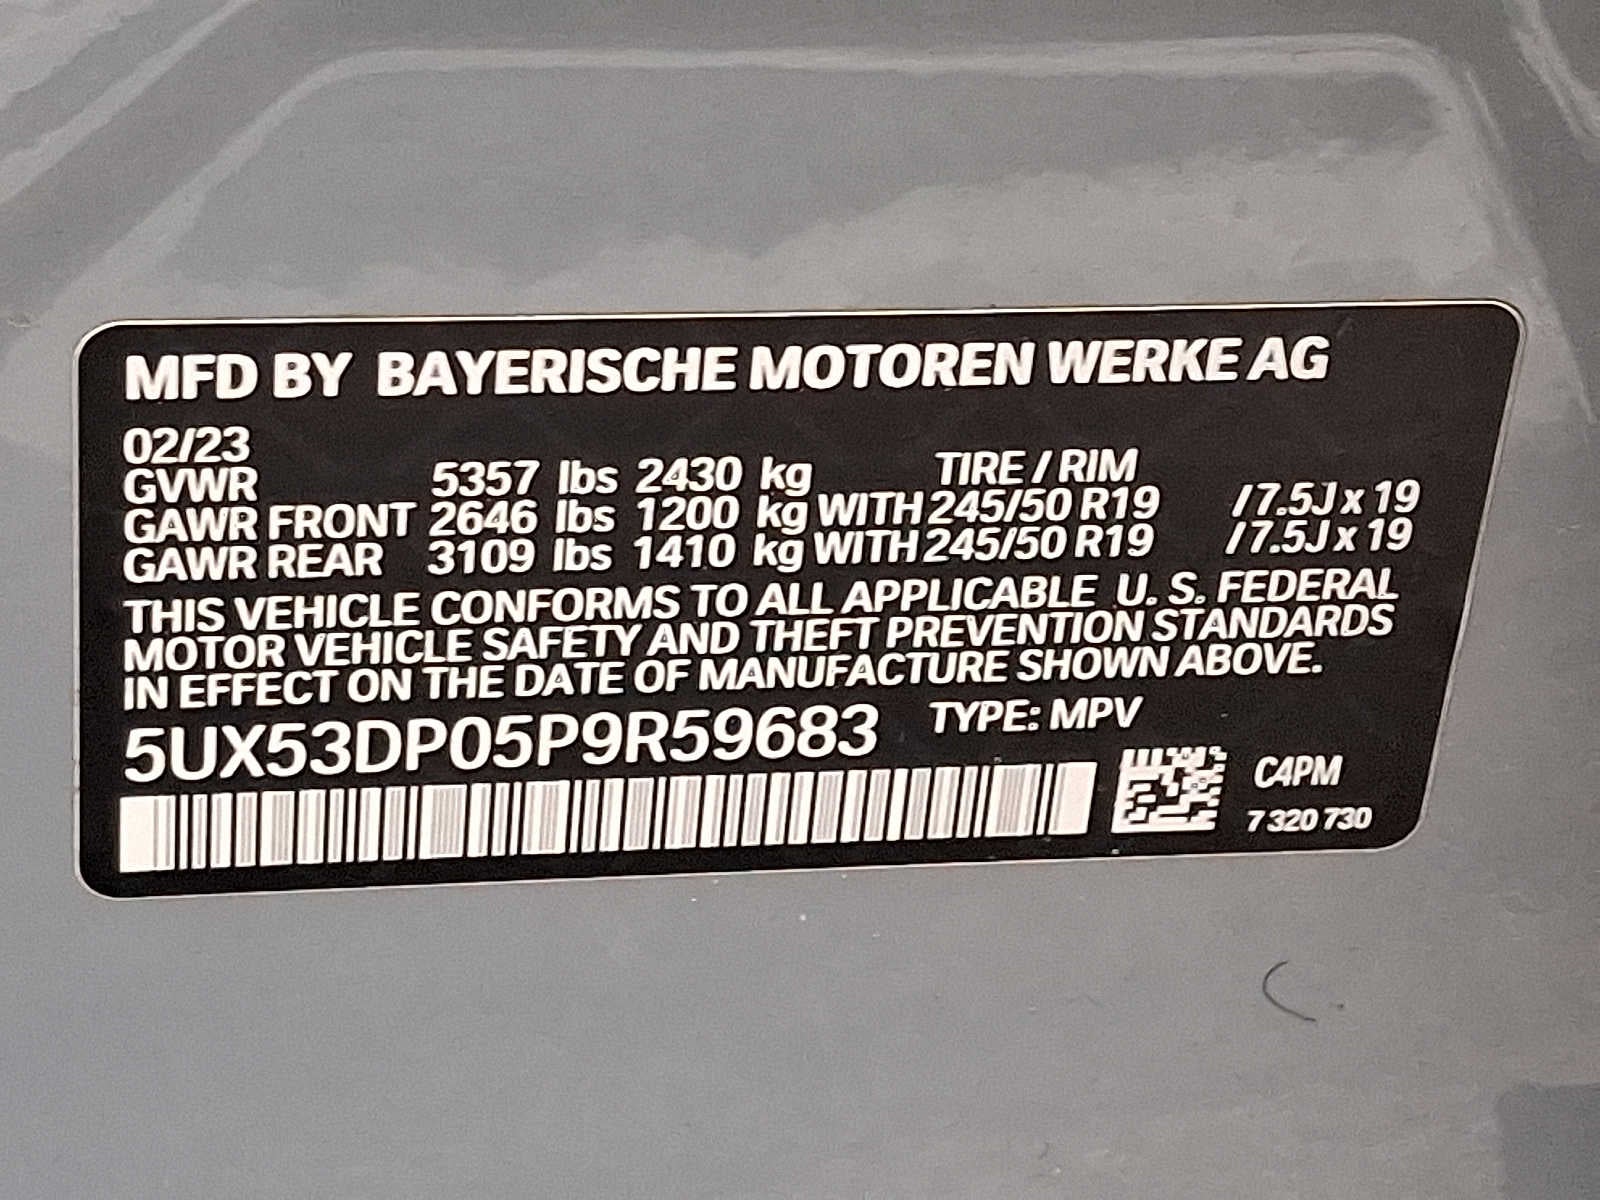 MFD BY BAYERISCHE MOTOREN WERKE AG
02/23
GVWR 5357 lbs 2430 kg TIRE / RIM
GAWR FRONT 2646 lbs 1200 kg WITH 245/50 R19 / 7.5J x 19
GAWR REAR 3109 lbs 1410 kg WITH 245/50 R19 / 7.5J x 19
THIS VEHICLE CONFORMS TO ALL APPLICABLE U. S. FEDERAL
MOTOR VEHICLE SAFETY AND THEFT PREVENTION STANDARDS
IN EFFECT ON THE DATE OF MANUFACTURE SHOWN ABOVE.
5UX53DP05P9R59683 TYPE: MPV
C4PM
7 320 730